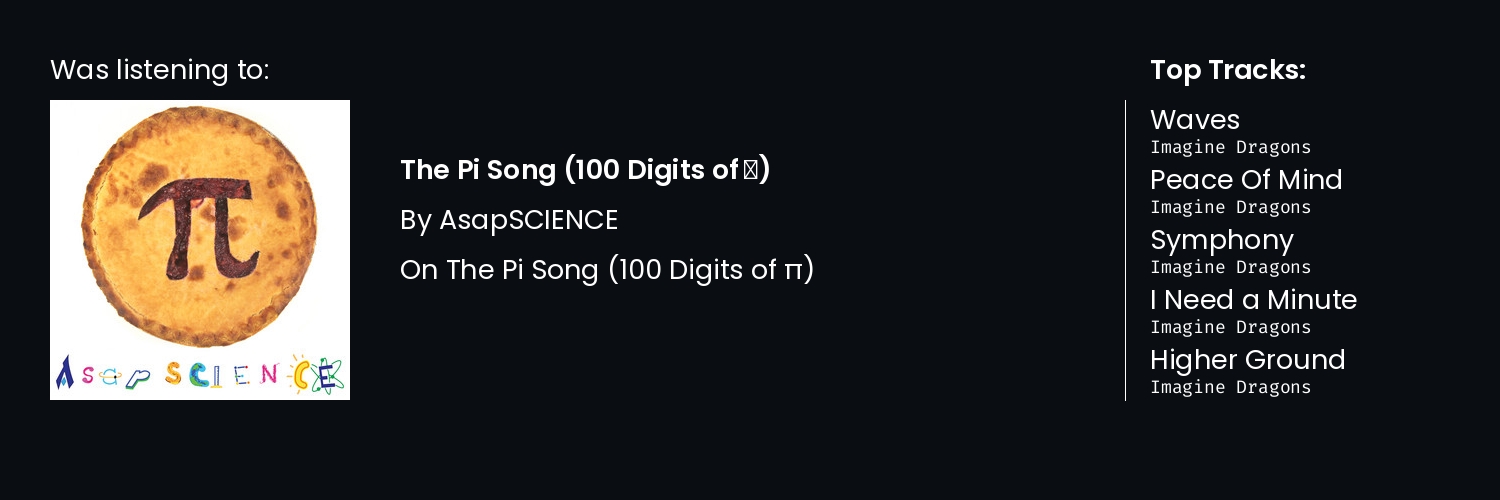 Was listening to:
π
Asap SCIENCE
The Pi Song (100 Digits of )
By AsapSCIENCE
On The Pi Song (100 Digits of π)
Top Tracks:
Waves
Imagine Dragons
Peace Of Mind
Imagine Dragons
Symphony
Imagine Dragons
I Need a Minute
Imagine Dragons
Higher Ground
Imagine Dragons